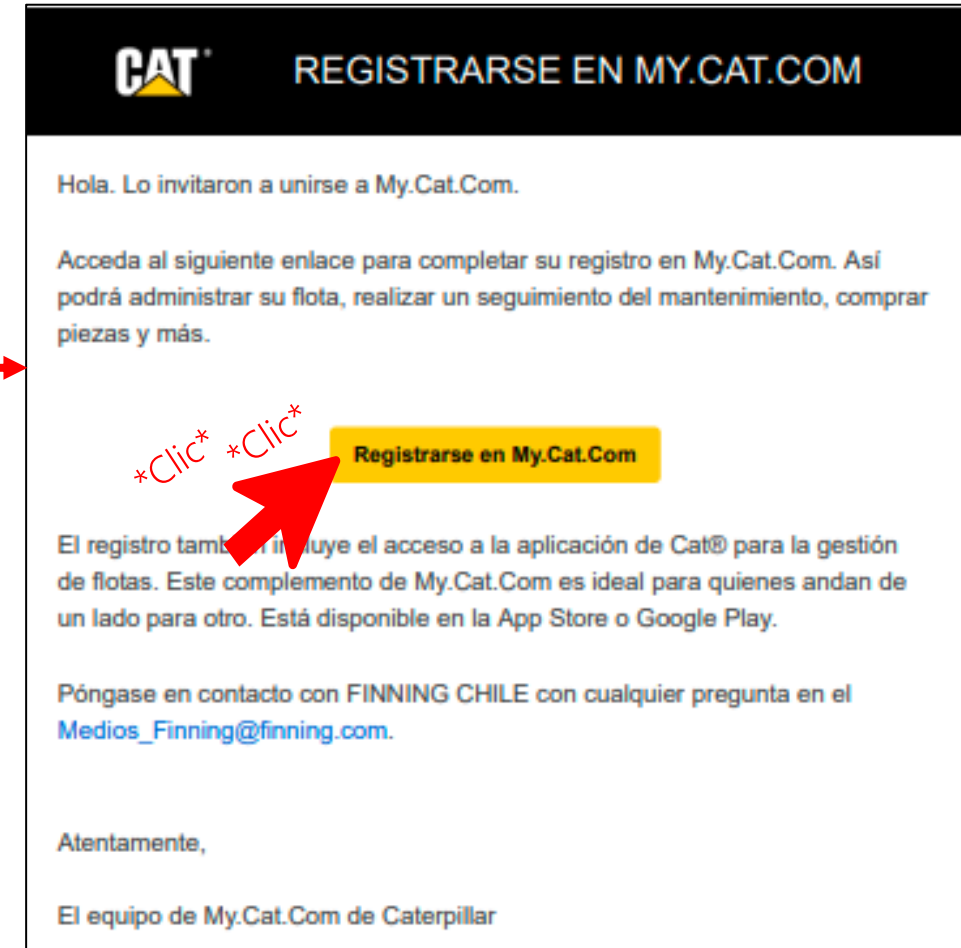 CAT® REGISTRARSE EN MY.CAT.COM
Hola. Lo invitaron a unirse a My.Cat.Com.
Acceda al siguiente enlace para completar su registro en My.Cat.Com. Así
podrá administrar su flota, realizar un seguimiento del mantenimiento, comprar
piezas y más.
*Clic* *Clic*
Registrarse en My.Cat.Com
El registro también incluye el acceso a la aplicación de Cat® para la gestión
de flotas. Este complemento de My.Cat.Com es ideal para quienes andan de
un lado para otro. Está disponible en la App Store o Google Play.
Póngase en contacto con FINNING CHILE con cualquier pregunta en el
Medios_Finning@finning.com.
Atentamente,
El equipo de My.Cat.Com de Caterpillar